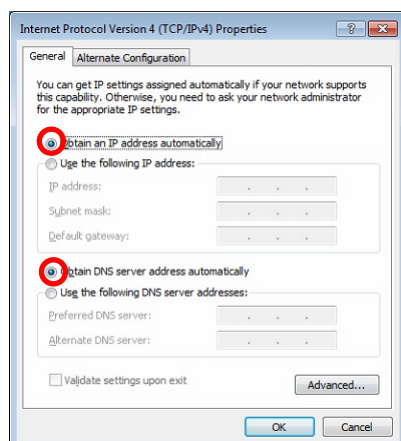 Internet Protocol Version 4 (TCP/IPv4) Properties
General Alternate Configuration
You can get IP settings assigned automatically if your network supports
this capability. Otherwise, you need to ask your network administrator
for the appropriate IP settings.
Obtain an IP address automatically
Use the following IP address:
IP address:
Subnet mask:
Default gateway:
Obtain DNS server address automatically
Use the following DNS server addresses:
Preferred DNS server:
Alternate DNS server:
Validate settings upon exit
Advanced...
OK Cancel